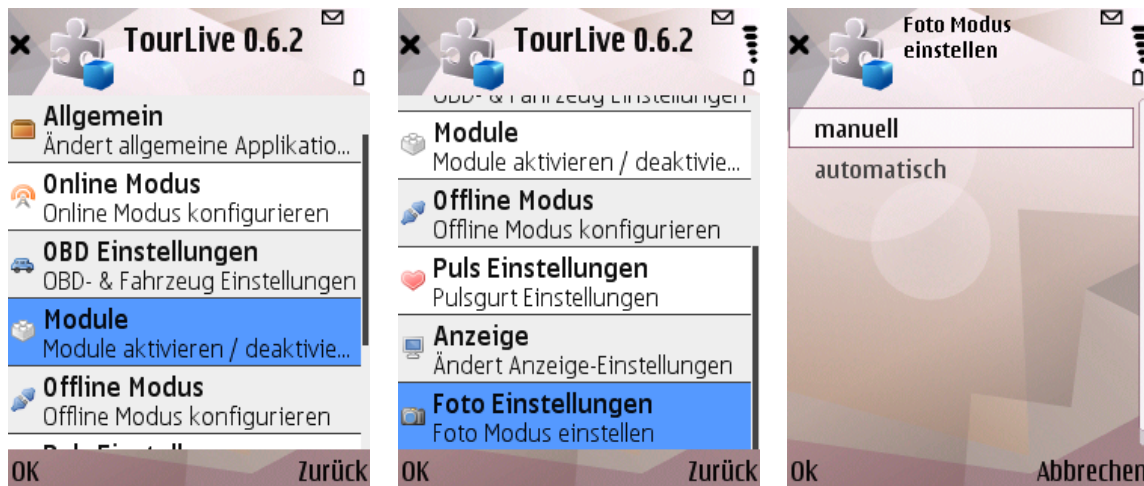 TourLive 0.6.2
Allgemein
Ändert allgemeine Applikatio...
Online Modus
Online Modus konfigurieren
OBD Einstellungen
OBD- & Fahrzeug Einstellungen
Module
Module aktivieren / deaktivie...
Offline Modus
Offline Modus konfigurieren
OK Zurück
TourLive 0.6.2
OBD- & Fahrzeug Einstellungen
Module
Module aktivieren / deaktivie...
Offline Modus
Offline Modus konfigurieren
Puls Einstellungen
Pulsgurt Einstellungen
Anzeige
Ändert Anzeige-Einstellungen
Foto Einstellungen
Foto Modus einstellen
OK Zurück
Foto Modus
einstellen
manuell
automatisch
Ok Abbrechen